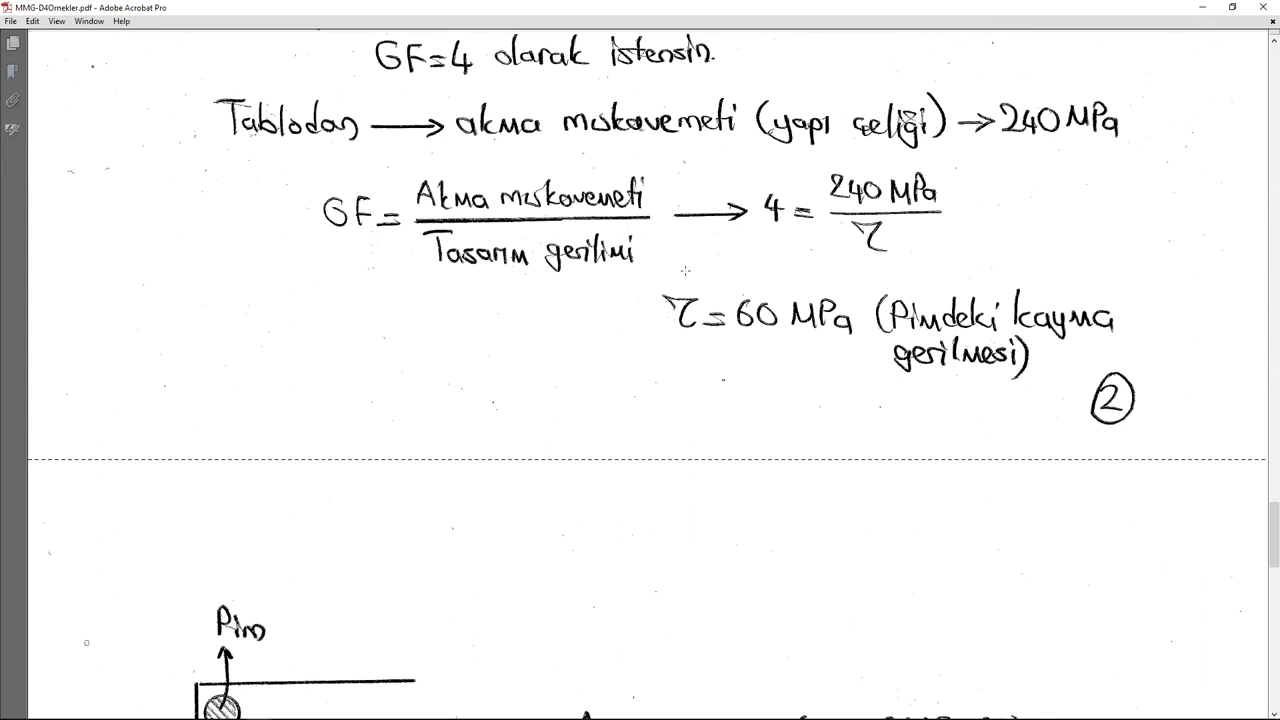 MMG-D4Ornekler.pdf - Adobe Acrobat Pro
File Edit View Window Help
GF=4 olarak istensin.
Tablodan → akma mukavemeti (yapı çeliği) → 240 MPa
GF = Akma mukavemeti / Tasarım gerilimi → 4 = 240 MPa / τ
τ = 60 MPa (Pimdeki kayma
gerilmesi)
2
Pim